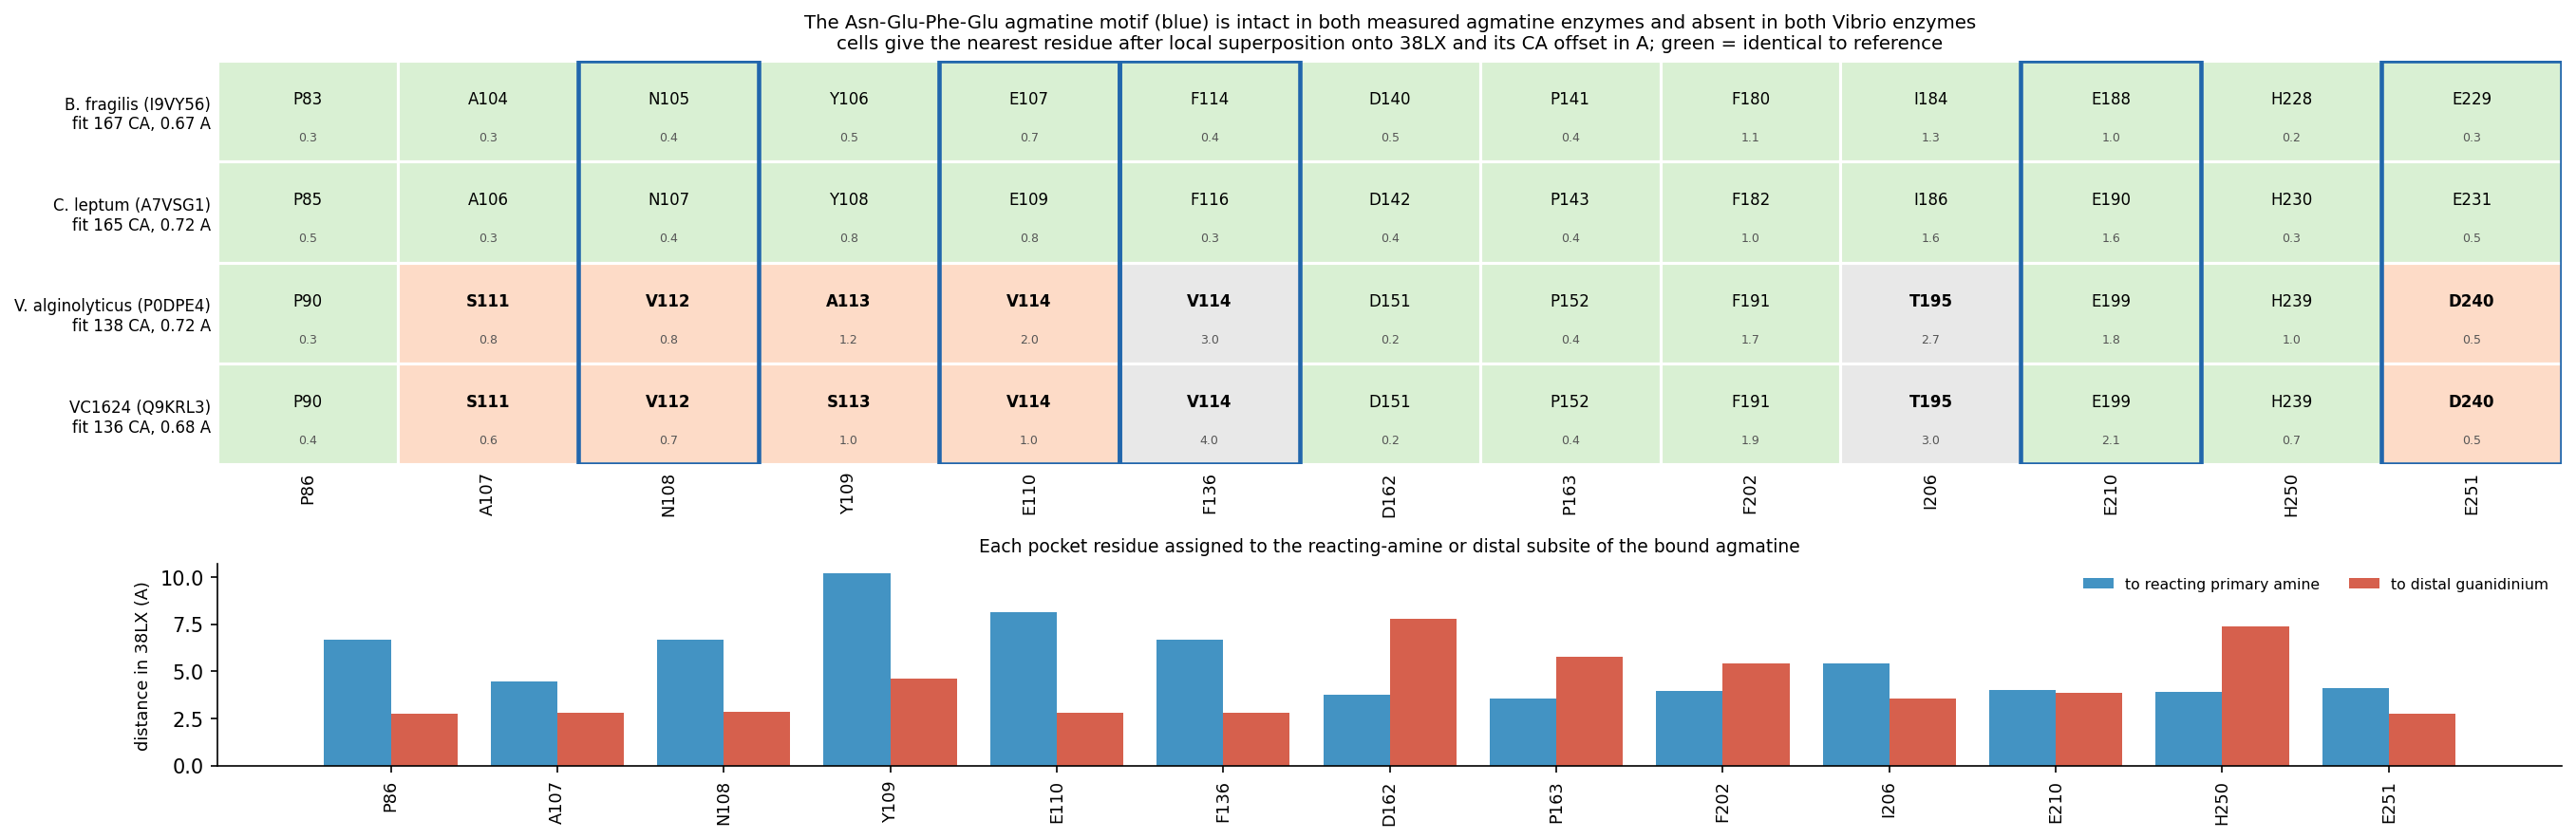 The Asn-Glu-Phe-Glu agmatine motif (blue) is intact in both measured agmatine enzymes and absent in both Vibrio enzymes
cells give the nearest residue after local superposition onto 38LX and its CA offset in A; green = identical to reference
B. fragilis (I9VY56)
fit 167 CA, 0.67 A
P83 A104 N105 Y106 E107 F114 D140 P141 F180 I184 E188 H228 E229
0.3 0.3 0.4 0.5 0.7 0.4 0.5 0.4 1.1 1.3 1.0 0.2 0.3
C. leptum (A7VSG1)
fit 165 CA, 0.72 A
P85 A106 N107 Y108 E109 F116 D142 P143 F182 I186 E190 H230 E231
0.5 0.3 0.4 0.8 0.8 0.3 0.4 0.4 1.0 1.6 1.6 0.3 0.5
V. alginolyticus (P0DPE4)
fit 138 CA, 0.72 A
P90 S111 V112 A113 V114 V114 D151 P152 F191 T195 E199 H239 D240
0.3 0.8 0.8 1.2 2.0 3.0 0.2 0.4 1.7 2.7 1.8 1.0 0.5
VC1624 (Q9KRL3)
fit 136 CA, 0.68 A
P90 S111 V112 S113 V114 V114 D151 P152 F191 T195 E199 H239 D240
0.4 0.6 0.7 1.0 1.0 4.0 0.2 0.4 1.9 3.0 2.1 0.7 0.5
P86 A107 N108 Y109 E110 F136 D162 P163 F202 I206 E210 H250 E251
Each pocket residue assigned to the reacting-amine or distal subsite of the bound agmatine
distance in 38LX (A)
10.0
7.5
5.0
2.5
0.0
to reacting primary amine
to distal guanidinium
P86 A107 N108 Y109 E110 F136 D162 P163 F202 I206 E210 H250 E251